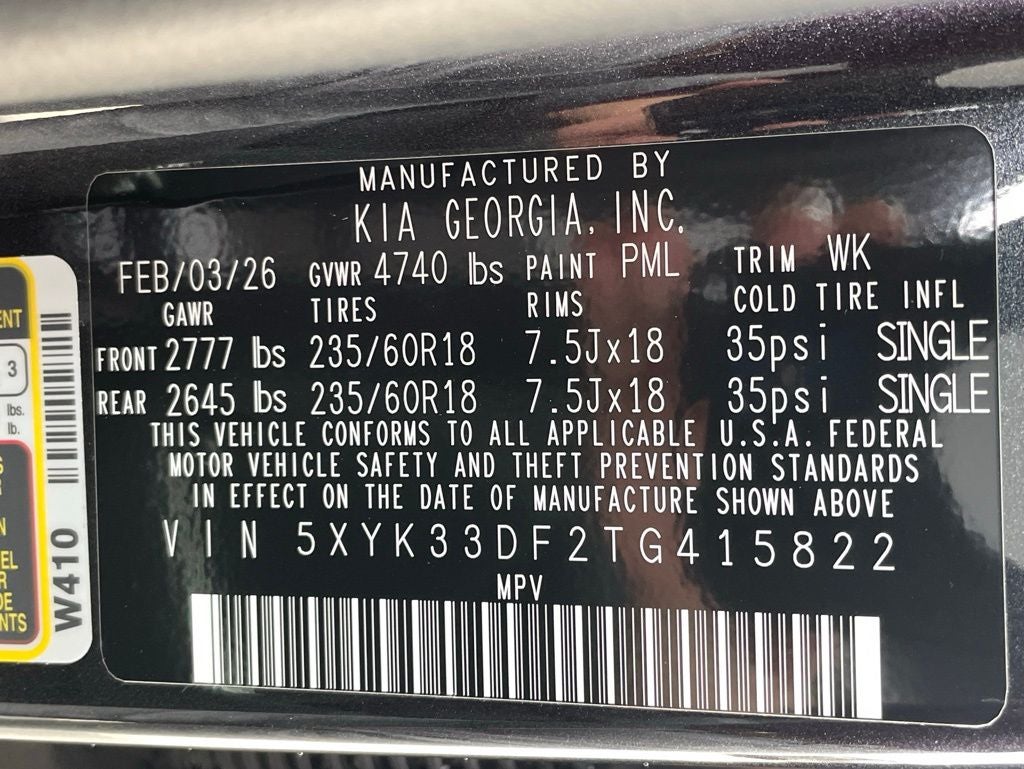 MANUFACTURED BY
KIA GEORGIA, INC.
FEB/03/26 GVWR 4740 lbs PAINT PML TRIM WK
GAWR TIRES RIMS COLD TIRE INFL
FRONT 2777 lbs 235/60R18 7.5Jx18 35psi SINGLE
REAR 2645 lbs 235/60R18 7.5Jx18 35psi SINGLE
THIS VEHICLE CONFORMS TO ALL APPLICABLE U.S.A. FEDERAL
MOTOR VEHICLE SAFETY AND THEFT PREVENTION STANDARDS
IN EFFECT ON THE DATE OF MANUFACTURE SHOWN ABOVE
VIN 5XYK33DF2TG415822
MPV
3
lbs.
lb.
W410